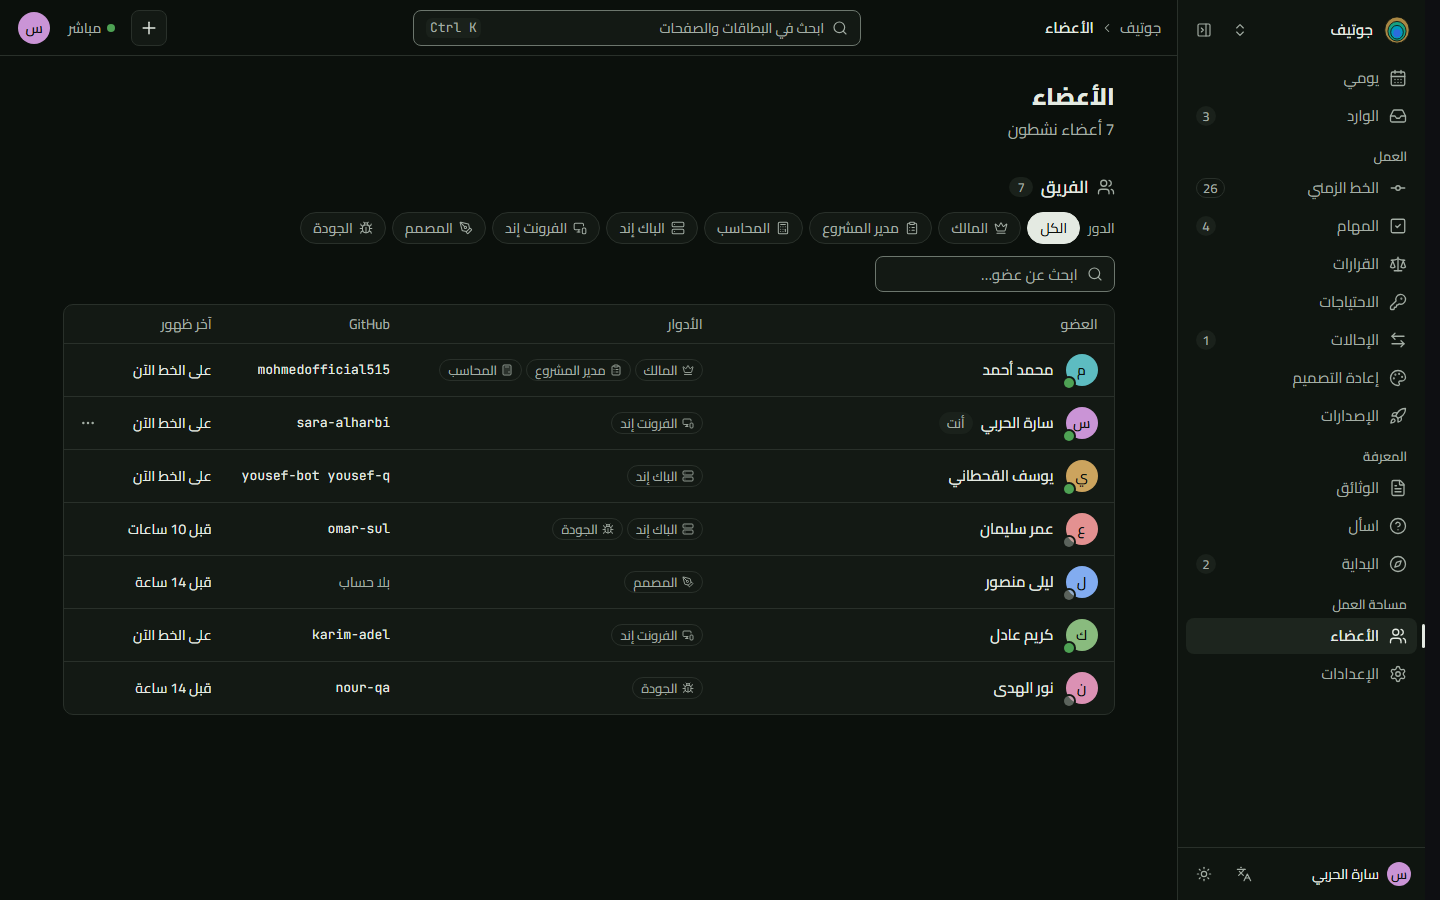 جوتيف
يومي
الوارد 3
العمل
الخط الزمني 26
المهام 4
القرارات
الاحتياجات
الإحالات 1
إعادة التصميم
الإصدارات
المعرفة
الوثائق
اسأل
البداية 2
مساحة العمل
الأعضاء
الإعدادات
س سارة الحربي
جوتيف الأعضاء
ابحث في البطاقات والصفحات Ctrl K
مباشر س
الأعضاء
7 أعضاء نشطون
الفريق 7
الدور الكل المالك مدير المشروع المحاسب الباك إند الفرونت إند المصمم الجودة
ابحث عن عضو...
العضو الأدوار GitHub آخر ظهور
م محمد أحمد المالك مدير المشروع المحاسب mohmedofficial515 على الخط الآن
س سارة الحربي أنت الفرونت إند sara-alharbi على الخط الآن ...
ي يوسف القحطاني الباك إند yousef-bot yousef-q على الخط الآن
ع عمر سليمان الباك إند الجودة omar-sul قبل 10 ساعات
ل ليلى منصور المصمم بلا حساب قبل 14 ساعة
ك كريم عادل الفرونت إند karim-adel على الخط الآن
ن نور الهدى الجودة nour-qa قبل 14 ساعة